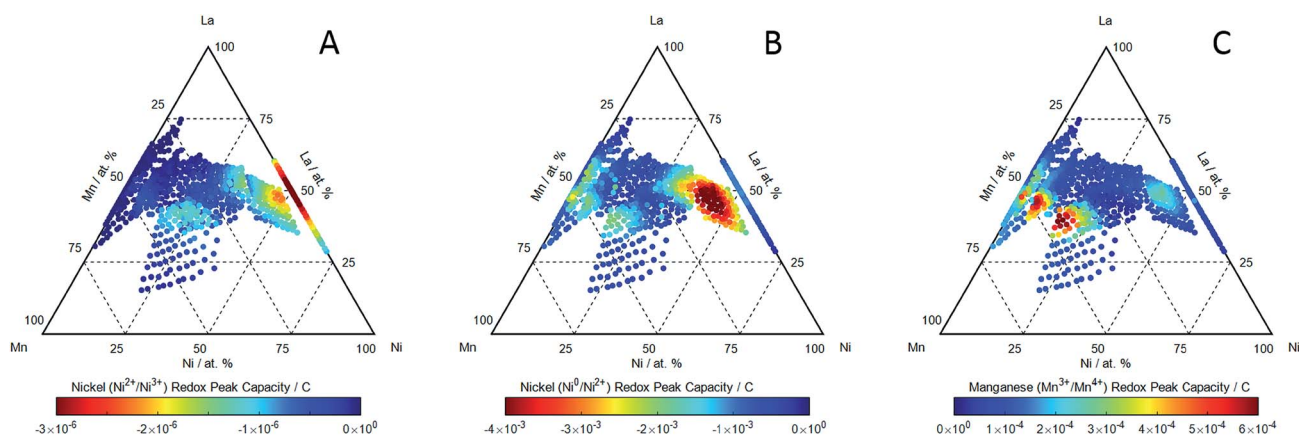 A
La
100
25
75
Mn / at. %
La / at. %
50
50
75
25
100
Mn
25
50
75
100
Ni
Ni / at. %
Nickel (Ni²⁺/Ni³⁺) Redox Peak Capacity / C
-3×10⁻⁶
-2×10⁻⁶
-1×10⁻⁶
0×10⁰
B
La
100
25
75
Mn / at. %
La / at. %
50
50
75
25
100
Mn
25
50
75
100
Ni
Ni / at. %
Nickel (Ni⁰/Ni²⁺) Redox Peak Capacity / C
-4×10⁻³
-3×10⁻³
-2×10⁻³
-1×10⁻³
0×10⁰
C
La
100
25
75
Mn / at. %
La / at. %
50
50
75
25
100
Mn
25
50
75
100
Ni
Ni / at. %
Manganese (Mn³⁺/Mn⁴⁺) Redox Peak Capacity / C
0×10⁰
1×10⁻⁴
2×10⁻⁴
3×10⁻⁴
4×10⁻⁴
5×10⁻⁴
6×10⁻⁴